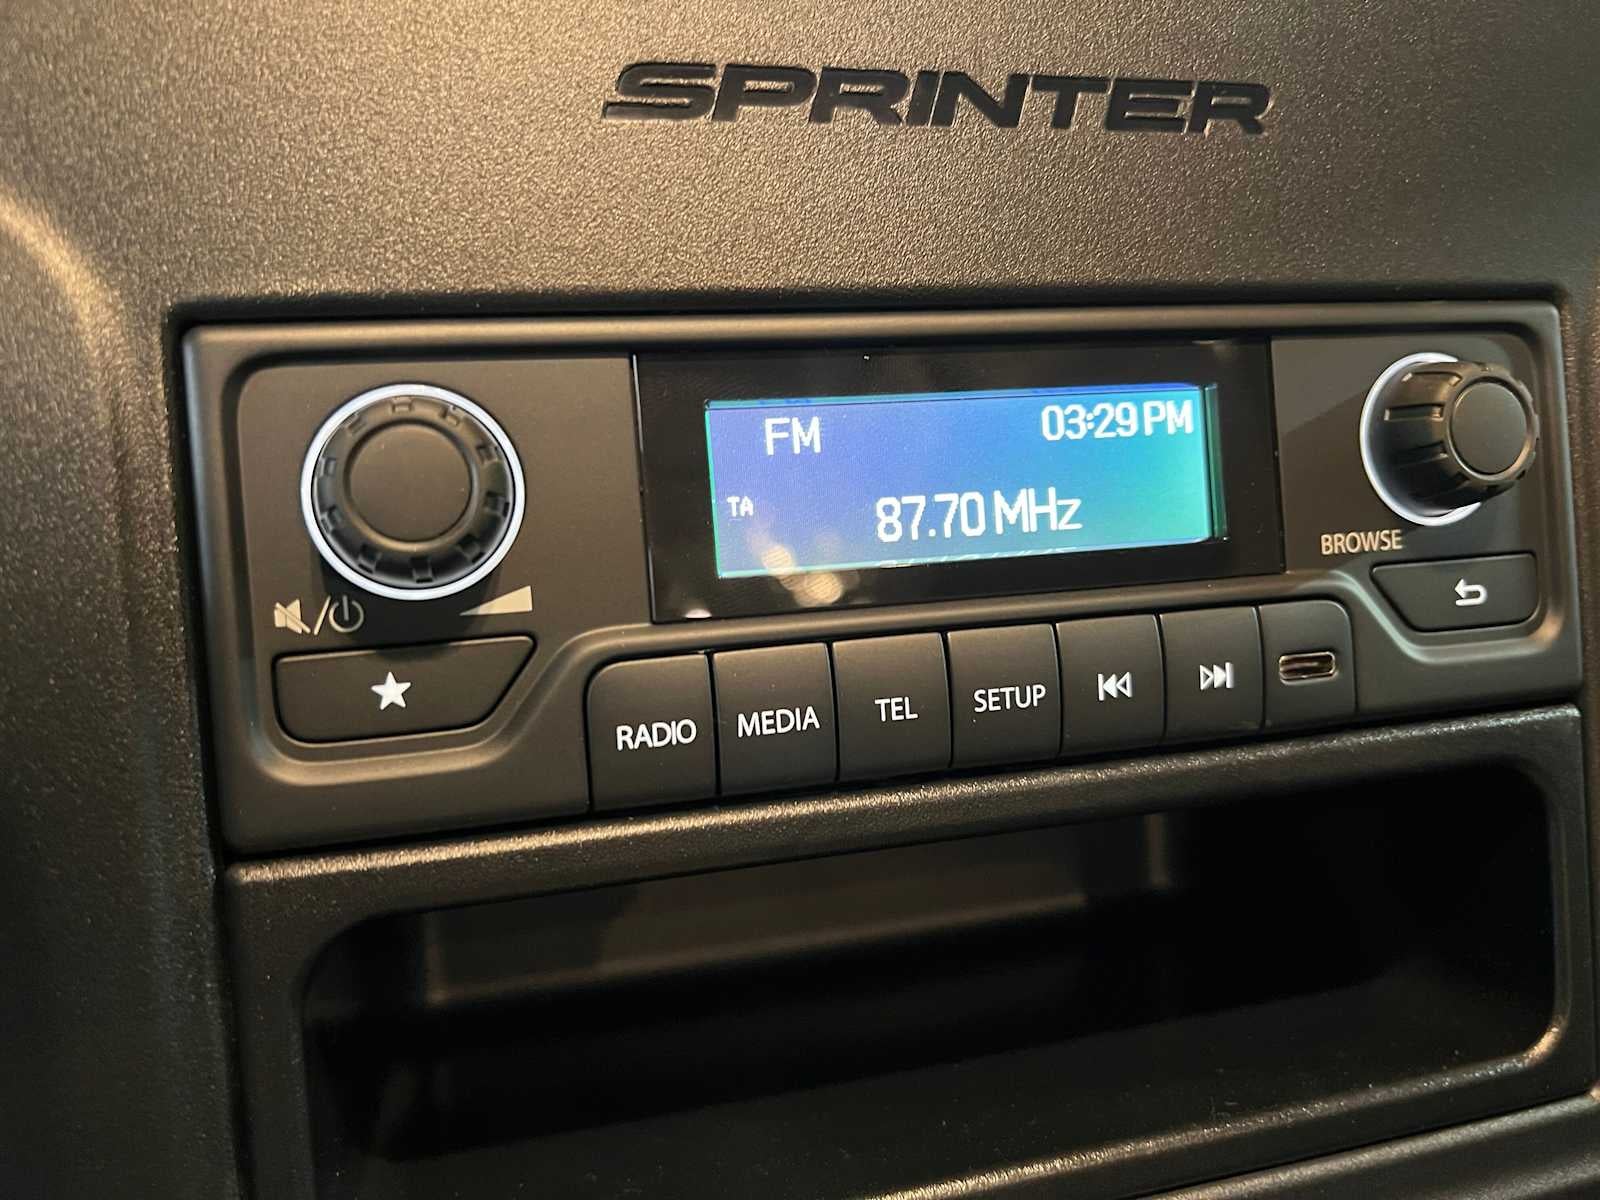 SPRINTER
FM 03:29 PM
TA 87.70 MHz
BROWSE
RADIO MEDIA TEL SETUP